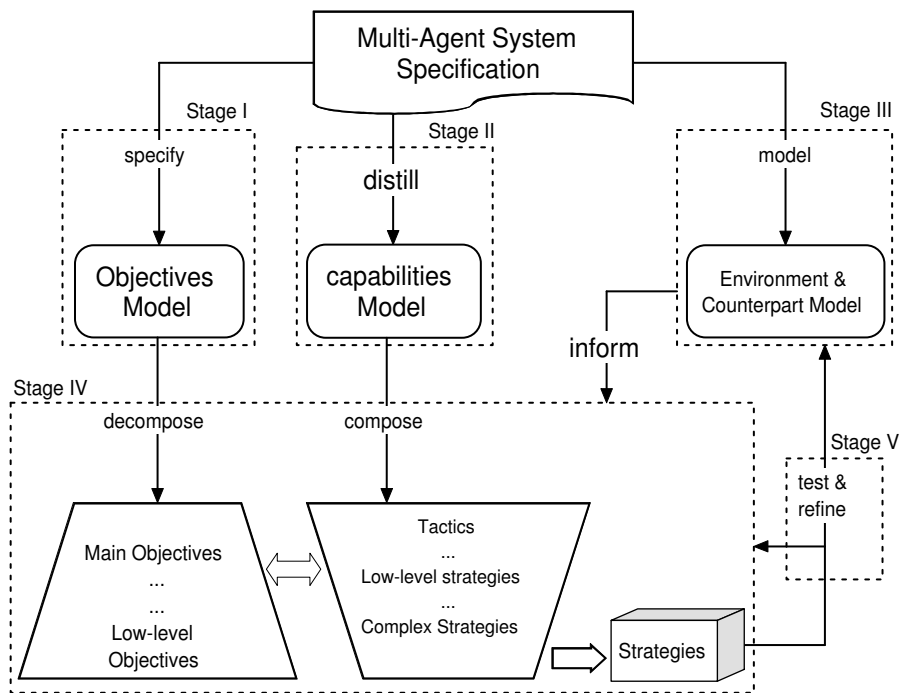 Multi-Agent System
Specification
Stage I
Stage II
Stage III
specify
distill
model
Objectives
Model
capabilities
Model
Environment &
Counterpart Model
inform
Stage IV
decompose
compose
Stage V
test &
refine
Main Objectives
...
...
Low-level
Objectives
Tactics
...
Low-level strategies
...
Complex Strategies
Strategies